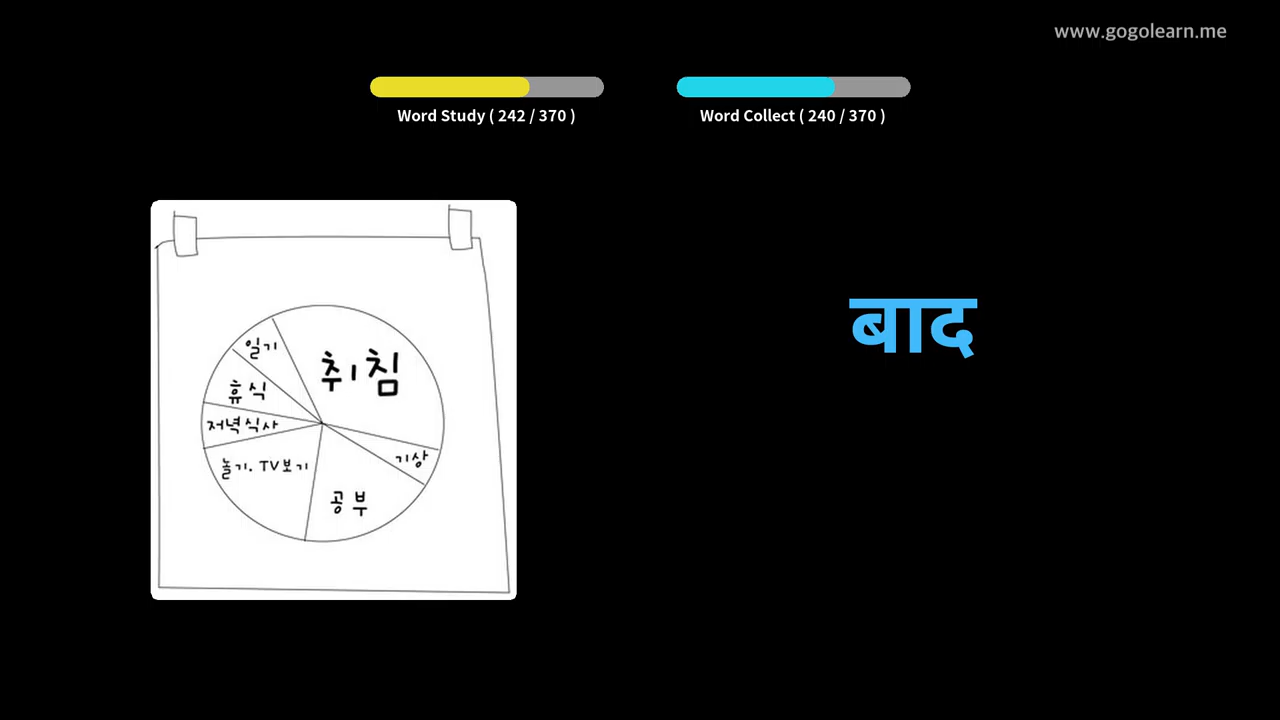 www.gogolearn.me
Word Study ( 242 / 370 )
Word Collect ( 240 / 370 )
일기
취침
휴식
저녁식사
놀기. TV보기
기상
공부
बाद